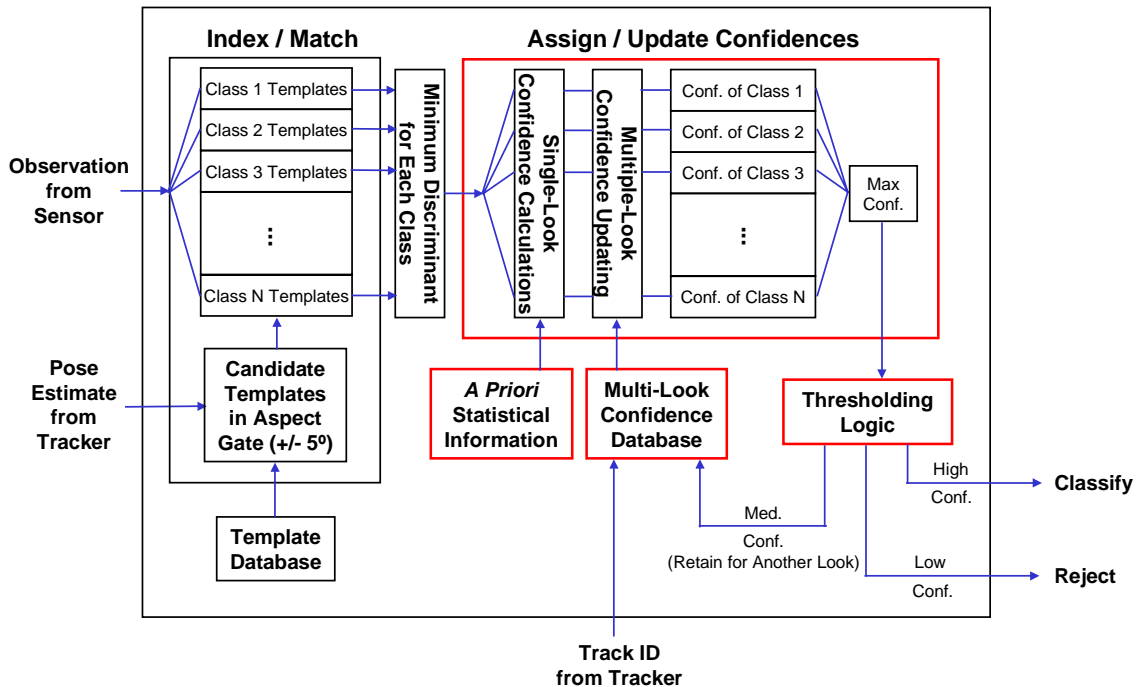 Index / Match
Assign / Update Confidences
Observation
from
Sensor
Class 1 Templates
Class 2 Templates
Class 3 Templates
...
Class N Templates
Minimum Discriminant
for Each Class
Single-Look
Confidence Calculations
Multiple-Look
Confidence Updating
Conf. of Class 1
Conf. of Class 2
Conf. of Class 3
...
Conf. of Class N
Max
Conf.
Pose
Estimate
from
Tracker
Candidate
Templates
in Aspect
Gate (+/- 5º)
Template
Database
A Priori
Statistical
Information
Multi-Look
Confidence
Database
Thresholding
Logic
High
Conf.
Classify
Med.
Conf.
(Retain for Another Look)
Low
Conf.
Reject
Track ID
from Tracker